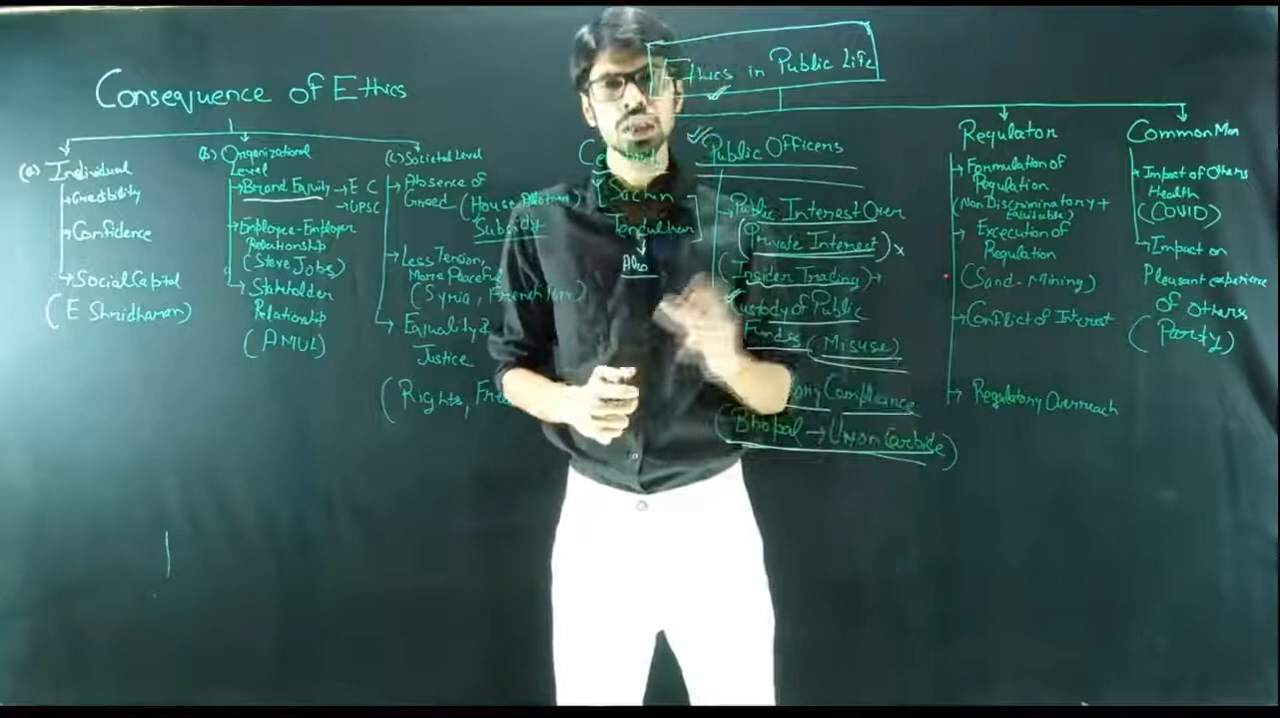 Consequence of Ethics
(a) Individual
Credibility
Confidence
Social Capital
(E Shridharan)
(b) Organizational
Level
Brand Equity → EC
→ UPSC
Employee-Employer
Relationship
(Steve Jobs)
Stakeholder
Relationship
(AMUL)
(c) Societal Level
Absence of
Greed (House
Subsidy
Less Tension,
More Peaceful
(Syria,
Equality &
Justice
(Rights,
Ethics in Public Life
Sachin
Tendulkar
Public Officers
Public Interest Over
(Private Interest) x
(Insider Trading)
Custody of Public
Funds (Misuse)
Compliance
(Bhopal → Union Carbide)
Regulator
Formulation of
Regulation
(Non Discriminatory +
Equitable)
Execution of
Regulation
(Sand-Mining)
Conflict of Interest
Regulatory Overreach
Common Man
Impact of Others
Health
(COVID)
Impact on
Pleasant experience
of others
(Party)